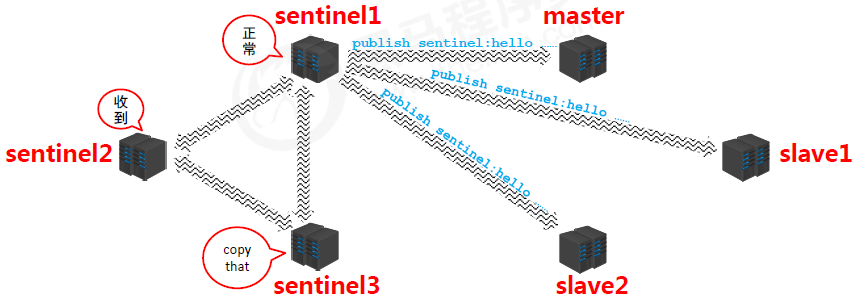 sentinel1
master
正
常
publish sentinel:hello ……
publish sentinel:hello ……
publish sentinel:hello ……
收
到
sentinel2
slave1
copy
that
sentinel3
slave2